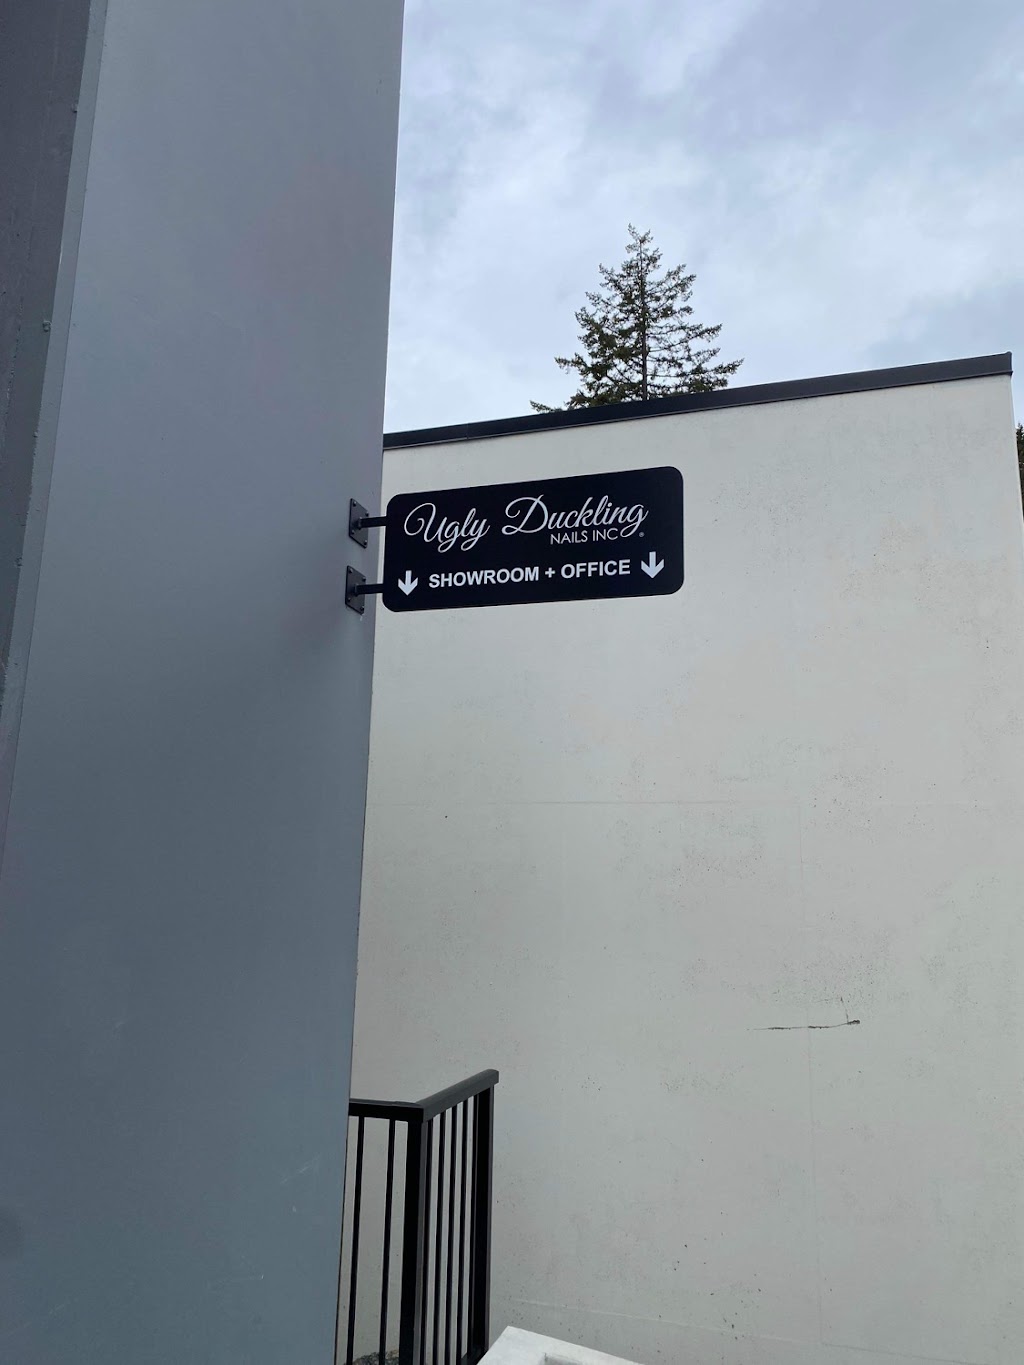 Ugly Duckling
NAILS INC ®
↓ SHOWROOM + OFFICE ↓